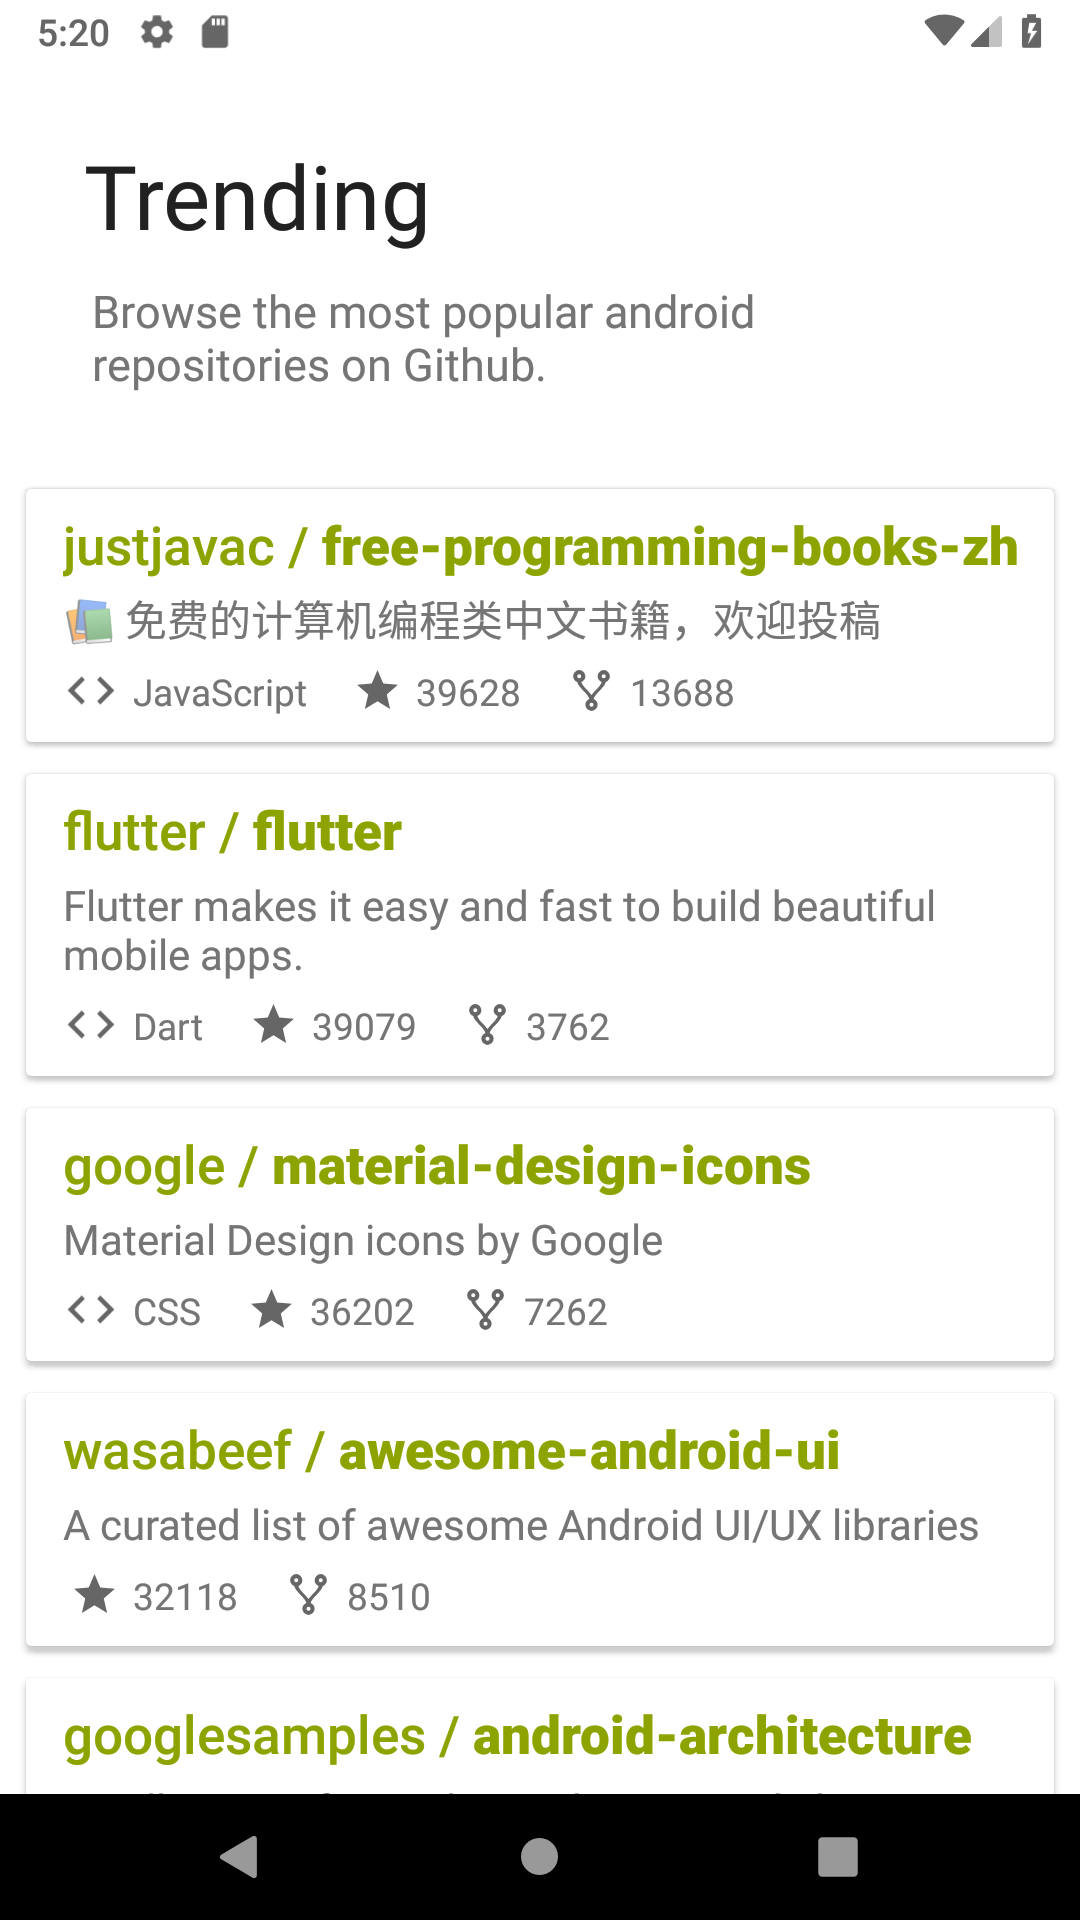 5:20
Trending
Browse the most popular android
repositories on Github.
justjavac / free-programming-books-zh
📚 免费的计算机编程类中文书籍，欢迎投稿
JavaScript 39628 13688
flutter / flutter
Flutter makes it easy and fast to build beautiful
mobile apps.
Dart 39079 3762
google / material-design-icons
Material Design icons by Google
CSS 36202 7262
wasabeef / awesome-android-ui
A curated list of awesome Android UI/UX libraries
32118 8510
googlesamples / android-architecture